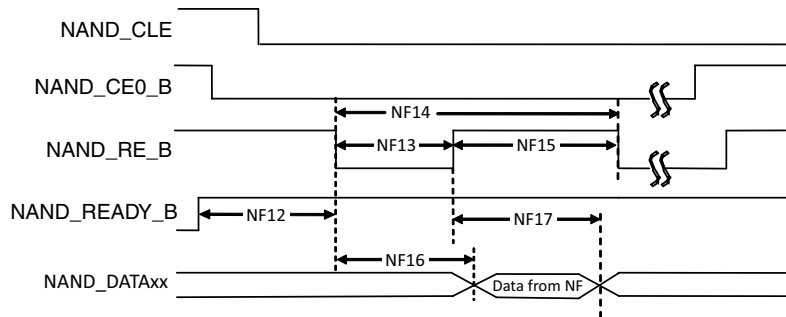 NAND_CLE
NAND_CE0_B
NF14
NAND_RE_B
NF13
NF15
NAND_READY_B
NF12
NF17
NF16
NAND_DATAxx
Data from NF